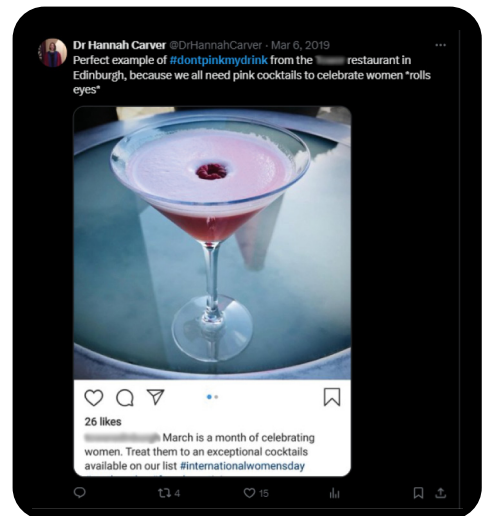 Dr Hannah Carver @DrHannahCarver · Mar 6, 2019
Perfect example of #dontpinkmydrink from the restaurant in
Edinburgh, because we all need pink cocktails to celebrate women *rolls
eyes*
26 likes
March is a month of celebrating
women. Treat them to an exceptional cocktails
available on our list #internationalwomensday
4
15